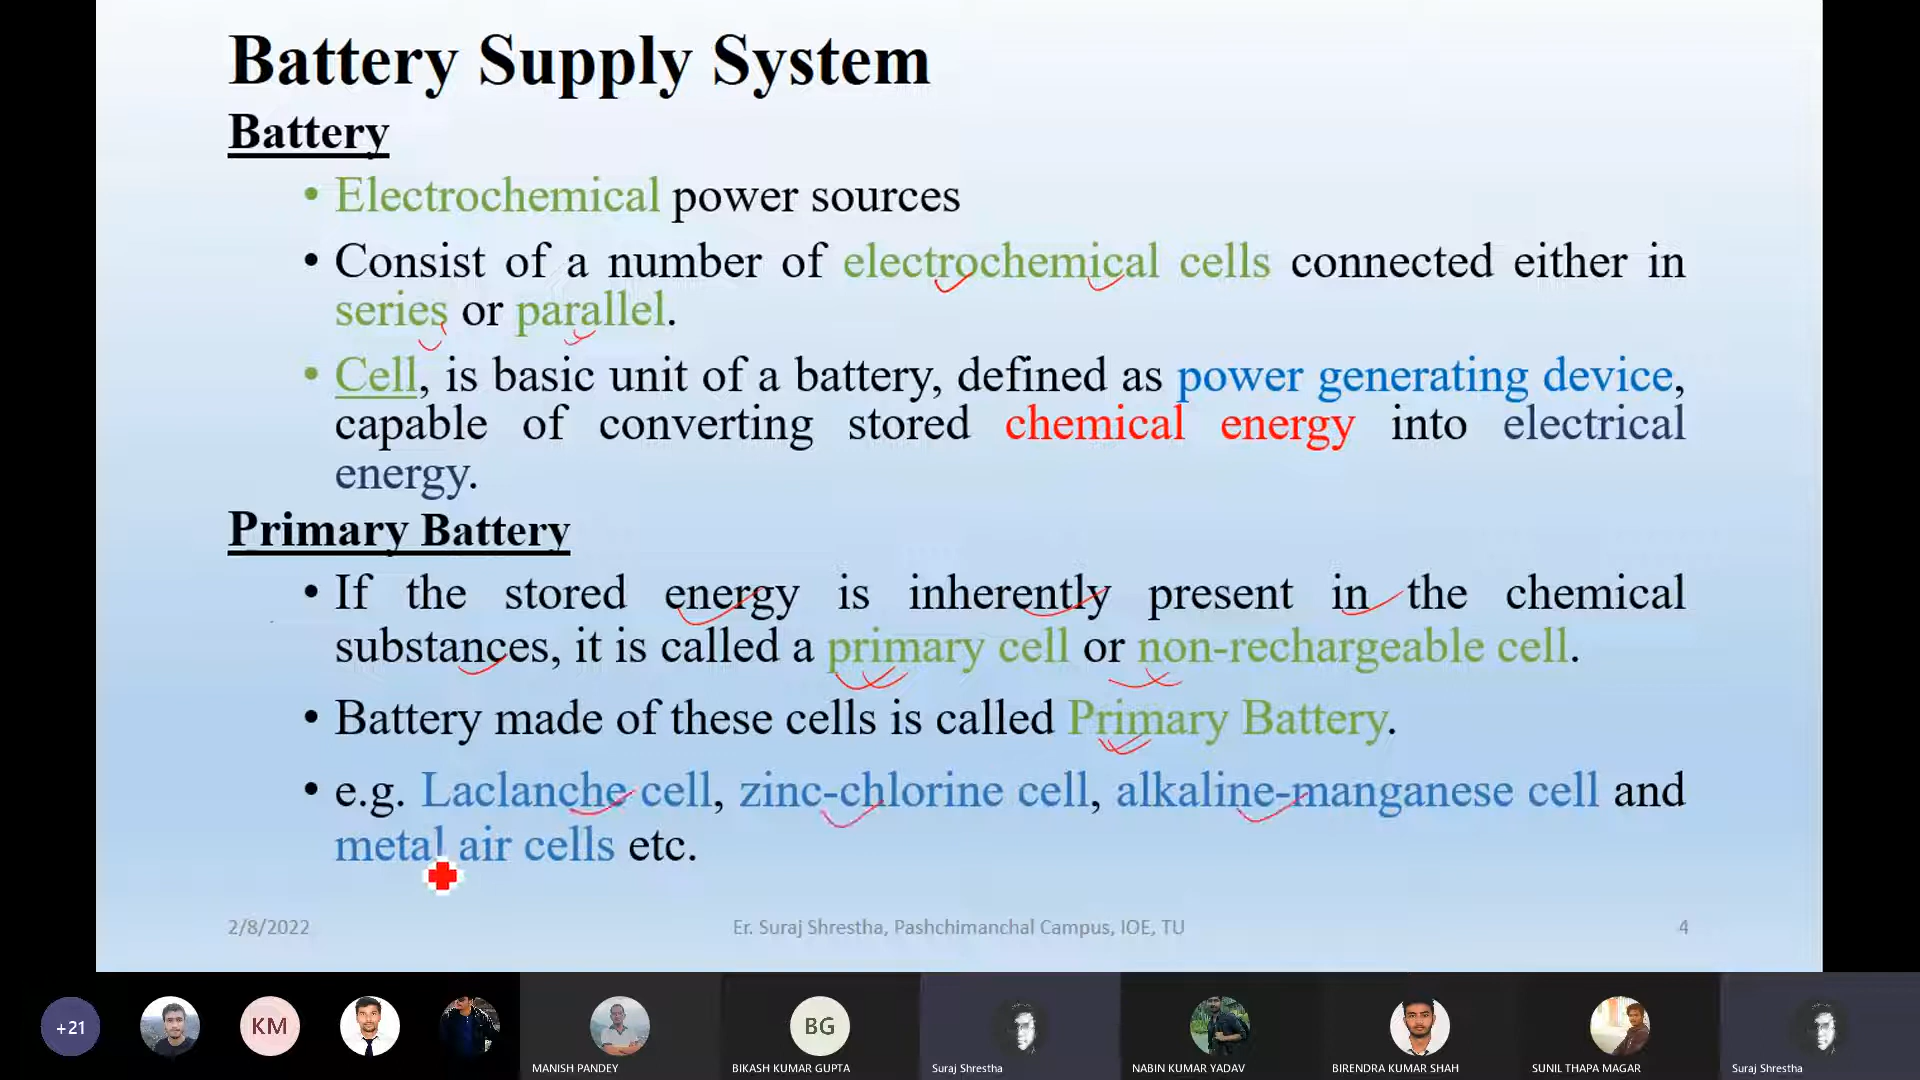 Battery Supply System
Battery
• Electrochemical power sources
• Consist of a number of electrochemical cells connected either in
series or parallel.
• Cell, is basic unit of a battery, defined as power generating device,
capable of converting stored chemical energy into electrical
energy.
Primary Battery
• If the stored energy is inherently present in the chemical
substances, it is called a primary cell or non-rechargeable cell.
• Battery made of these cells is called Primary Battery.
• e.g. Laclanche cell, zinc-chlorine cell, alkaline-manganese cell and
metal air cells etc.
2/8/2022 Er. Suraj Shrestha, Pashchimanchal Campus, IOE, TU 4
+21 KM BG
MANISH PANDEY BIKASH KUMAR GUPTA Suraj Shrestha NABIN KUMAR YADAV BIRENDRA KUMAR SHAH SUNIL THAPA MAGAR Suraj Shrestha